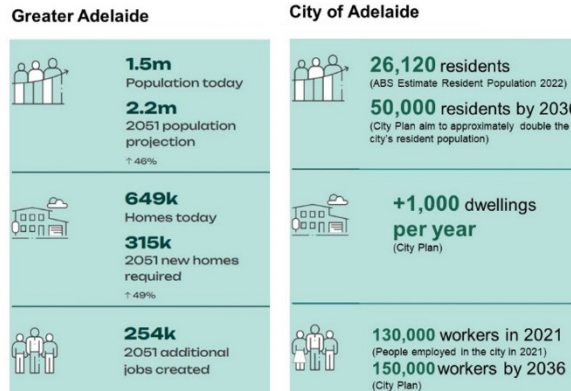 Greater Adelaide
1.5m
Population today
2.2m
2051 population
projection
↑ 46%
649k
Homes today
315k
2051 new homes
required
↑ 49%
254k
2051 additional
jobs created
City of Adelaide
26,120 residents
(ABS Estimate Resident Population 2022)
50,000 residents by 2036
(City Plan aim to approximately double the
city's resident population)
+1,000 dwellings
per year
(City Plan)
130,000 workers in 2021
(People employed in the city in 2021)
150,000 workers by 2036
(City Plan)